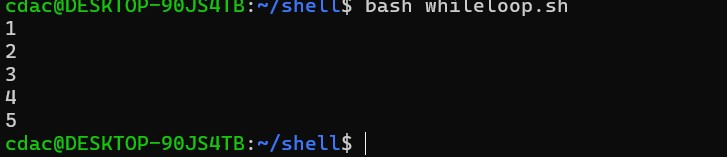 cdac@DESKTOP-90JS4TB:~/shell$ bash whileloop.sh
1
2
3
4
5
cdac@DESKTOP-90JS4TB:~/shell$